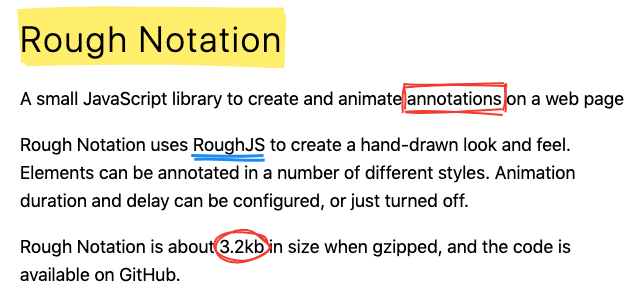 Rough Notation
A small JavaScript library to create and animate annotations on a web page
Rough Notation uses RoughJS to create a hand-drawn look and feel.
Elements can be annotated in a number of different styles. Animation
duration and delay can be configured, or just turned off.
Rough Notation is about 3.2kb in size when gzipped, and the code is
available on GitHub.